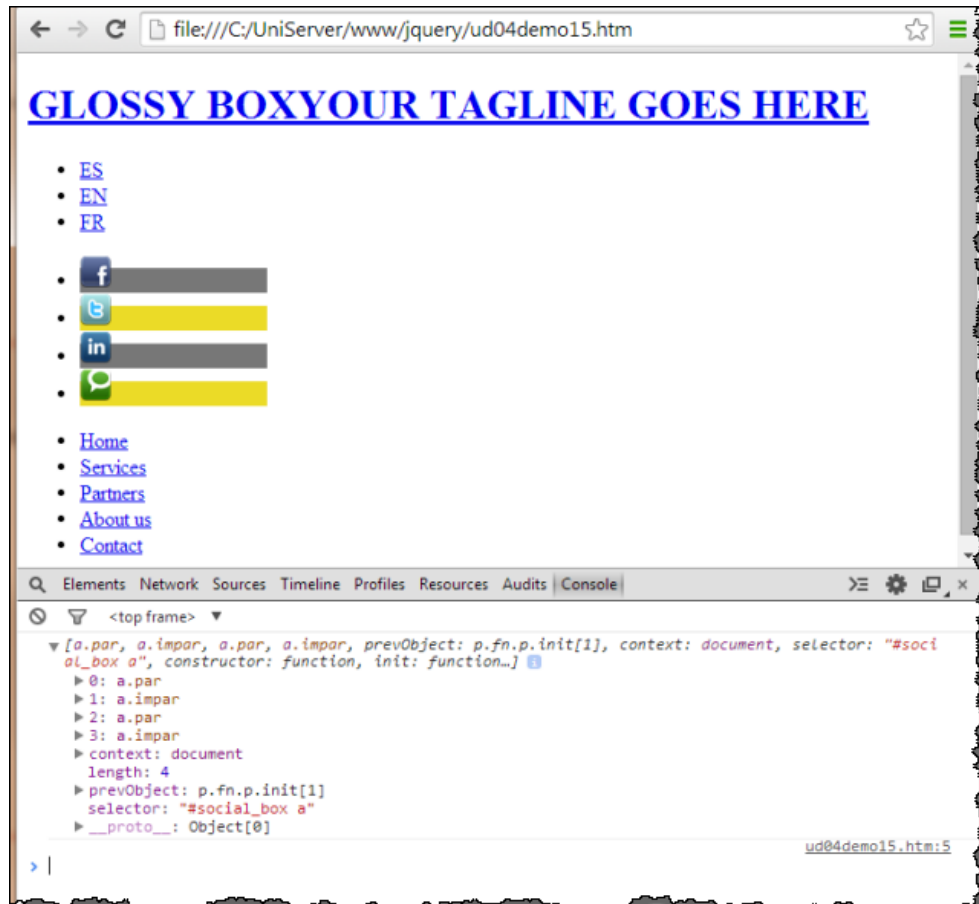 file:///C:/UniServer/www/jquery/ud04demo15.htm
GLOSSY BOXYOUR TAGLINE GOES HERE
ES
EN
FR
f
in
Home
Services
Partners
About us
Contact
Elements Network Sources Timeline Profiles Resources Audits Console
<top frame>
[a.par, a.impar, a.par, a.impar, prevObject: p.fn.p.init[1], context: document, selector: "#soci
al_box a", constructor: function, init: function…]
0: a.par
1: a.impar
2: a.par
3: a.impar
context: document
length: 4
prevObject: p.fn.p.init[1]
selector: "#social_box a"
__proto__: Object[0]
ud04demo15.htm:5